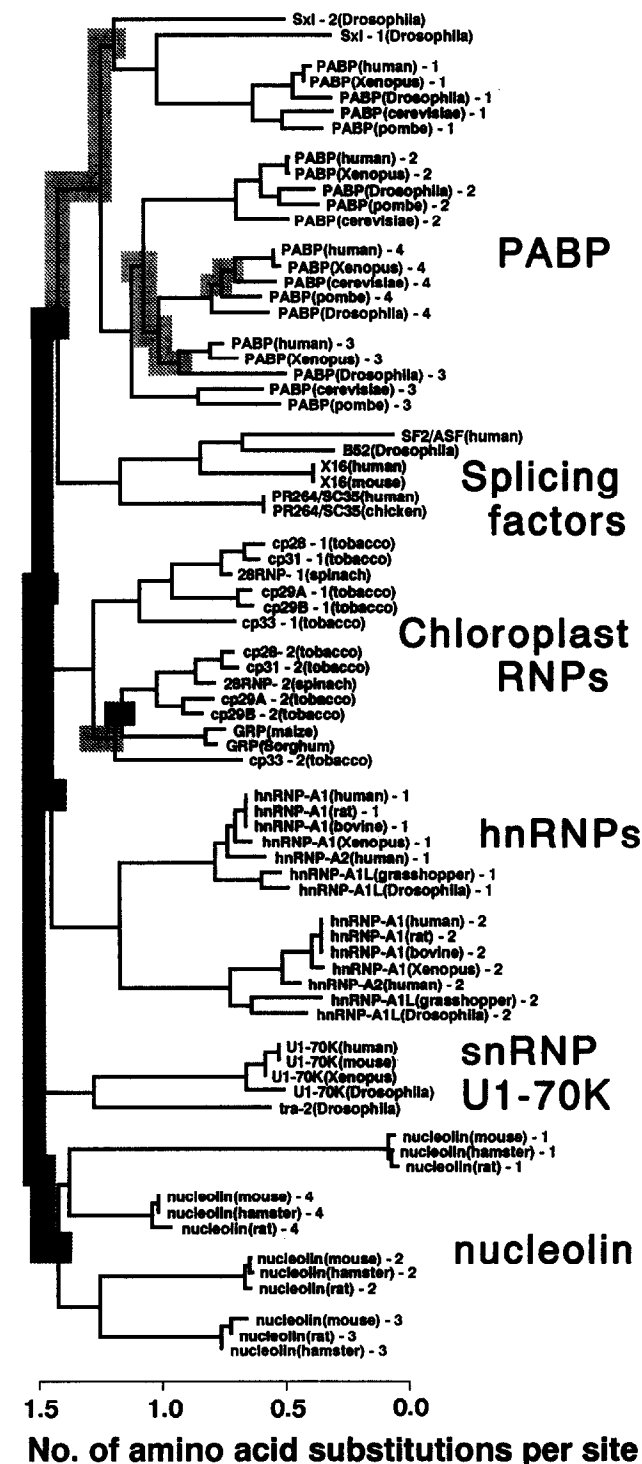 Sxl - 2(Drosophila)
Sxl - 1(Drosophila)
PABP(human) - 1
PABP(Xenopus) - 1
PABP(Drosophila) - 1
PABP(cerevisiae) - 1
PABP(pombe) - 1
PABP(human) - 2
PABP(Xenopus) - 2
PABP(Drosophila) - 2
PABP(pombe) - 2
PABP(cerevisiae) - 2
PABP
PABP(human) - 4
PABP(Xenopus) - 4
PABP(cerevisiae) - 4
PABP(pombe) - 4
PABP(Drosophila) - 4
PABP(human) - 3
PABP(Xenopus) - 3
PABP(Drosophila) - 3
PABP(cerevisiae) - 3
PABP(pombe) - 3
SF2/ASF(human)
B52(Drosophila)
X16(human)
X16(mouse)
PR264/SC35(human)
PR264/SC35(chicken)
Splicing
factors
cp28 - 1(tobacco)
cp31 - 1(tobacco)
28RNP- 1(spinach)
cp29A - 1(tobacco)
cp29B - 1(tobacco)
cp33 - 1(tobacco)
Chloroplast
RNPs
cp28- 2(tobacco)
cp31 - 2(tobacco)
28RNP- 2(spinach)
cp29A - 2(tobacco)
cp29B - 2(tobacco)
GRP(maize)
GRP(Sorghum)
cp33 - 2(tobacco)
hnRNP-A1(human) - 1
hnRNP-A1(rat) - 1
hnRNP-A1(bovine) - 1
hnRNP-A1(Xenopus) - 1
hnRNP-A2(human) - 1
hnRNP-A1L(grasshopper) - 1
hnRNP-A1L(Drosophila) - 1
hnRNPs
hnRNP-A1(human) - 2
hnRNP-A1(rat) - 2
hnRNP-A1(bovine) - 2
hnRNP-A1(Xenopus) - 2
hnRNP-A2(human) - 2
hnRNP-A1L(grasshopper) - 2
hnRNP-A1L(Drosophila) - 2
U1-70K(human)
U1-70K(mouse)
U1-70K(Xenopus)
U1-70K(Drosophila)
tra-2(Drosophila)
snRNP
U1-70K
nucleolin(mouse) - 1
nucleolin(hamster) - 1
nucleolin(rat) - 1
nucleolin(mouse) - 4
nucleolin(hamster) - 4
nucleolin(rat) - 4
nucleolin
nucleolin(mouse) - 2
nucleolin(hamster) - 2
nucleolin(rat) - 2
nucleolin(mouse) - 3
nucleolin(rat) - 3
nucleolin(hamster) - 3
1.5 1.0 0.5 0.0
No. of amino acid substitutions per site